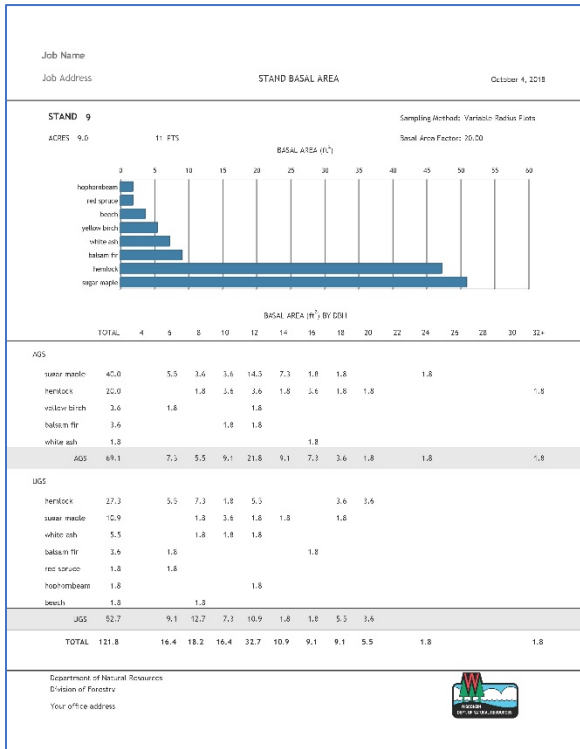 Job Name
Job Address STAND BASAL AREA October 4, 2018
STAND 9 Sampling Method: Variable Radius Plots
ACRES 9.0 11 PTS Basal Area Factor: 20.00
BASAL AREA (ft²)
0 5 10 15 20 25 30 35 40 45 50 55 60
hophornbeam
red spruce
beech
yellow birch
white ash
balsam fir
hemlock
sugar maple
BASAL AREA (ft²) BY DBH
TOTAL 4 6 8 10 12 14 16 18 20 22 24 26 28 30 32+
AGS
sugar maple 40.0 5.5 3.6 3.6 14.5 7.3 1.8 1.8 1.8
hemlock 20.0 1.8 3.6 3.6 1.8 3.6 1.8 1.8 1.8
yellow birch 3.6 1.8 1.8
balsam fir 3.6 1.8 1.8
white ash 1.8 1.8
AGS 69.1 7.3 5.5 9.1 21.8 9.1 7.3 3.6 1.8 1.8 1.8
UGS
hemlock 27.3 5.5 7.3 1.8 5.5 3.6 3.6
sugar maple 10.9 1.8 3.6 1.8 1.8 1.8
white ash 5.5 1.8 1.8 1.8
balsam fir 3.6 1.8 1.8
red spruce 1.8 1.8
hophornbeam 1.8 1.8
beech 1.8 1.8
UGS 52.7 9.1 12.7 7.3 10.9 1.8 1.8 5.5 3.6
TOTAL 121.8 16.4 18.2 16.4 32.7 10.9 9.1 9.1 5.5 1.8 1.8
Department of Natural Resources
Division of Forestry
Your office address
WISCONSIN
DEPT. OF NATURAL RESOURCES